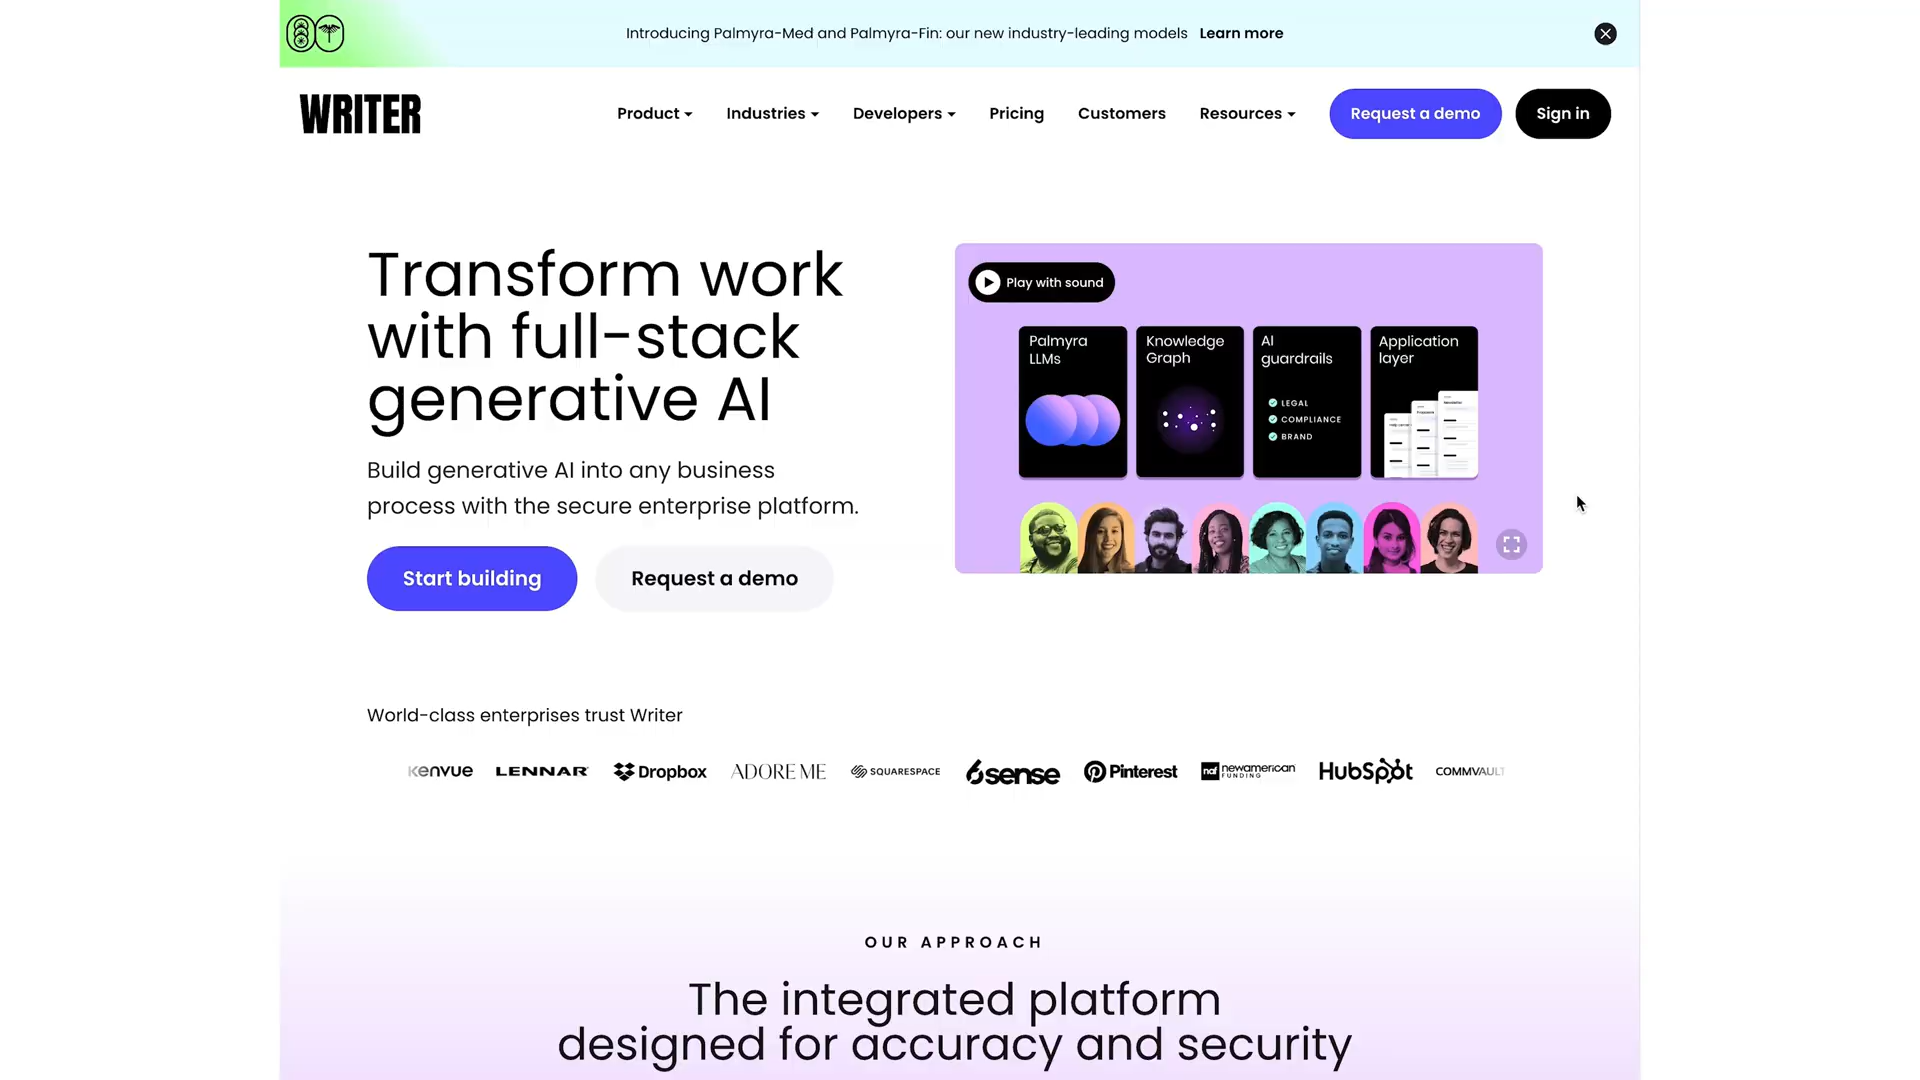 Introducing Palmyra-Med and Palmyra-Fin: our new industry-leading models Learn more
WRITER
Product
Industries
Developers
Pricing
Customers
Resources
Request a demo
Sign in
Transform work
with full-stack
generative AI
Build generative AI into any business
process with the secure enterprise platform.
Start building
Request a demo
Play with sound
Palmyra
LLMs
Knowledge
Graph
AI
guardrails
LEGAL
COMPLIANCE
BRAND
Application
layer
World-class enterprises trust Writer
kenvue
LENNAR
Dropbox
ADORE ME
SQUARESPACE
6sense
Pinterest
naf newamerican
FUNDING
HubSpot
COMMVAULT
OUR APPROACH
The integrated platform
designed for accuracy and security